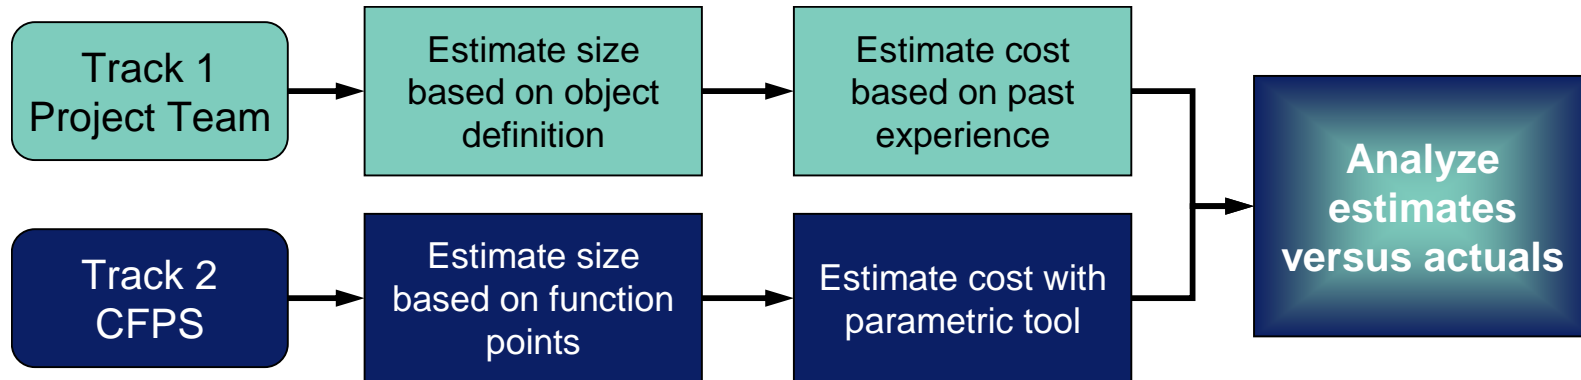 Track 1
Project Team
Estimate size
based on object
definition
Estimate cost
based on past
experience
Track 2
CFPS
Estimate size
based on function
points
Estimate cost with
parametric tool
Analyze
estimates
versus actuals